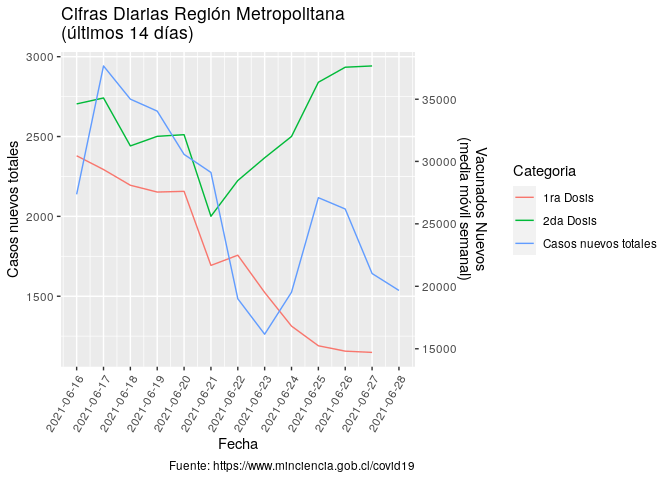 Cifras Diarias Región Metropolitana
(últimos 14 días)
Casos nuevos totales
3000
2500
2000
1500
35000
30000
25000
20000
15000
Vacunados Nuevos
(media móvil semanal)
2021-06-16
2021-06-17
2021-06-18
2021-06-19
2021-06-20
2021-06-21
2021-06-22
2021-06-23
2021-06-24
2021-06-25
2021-06-26
2021-06-27
2021-06-28
Fecha
Categoria
1ra Dosis
2da Dosis
Casos nuevos totales
Fuente: https://www.minciencia.gob.cl/covid19